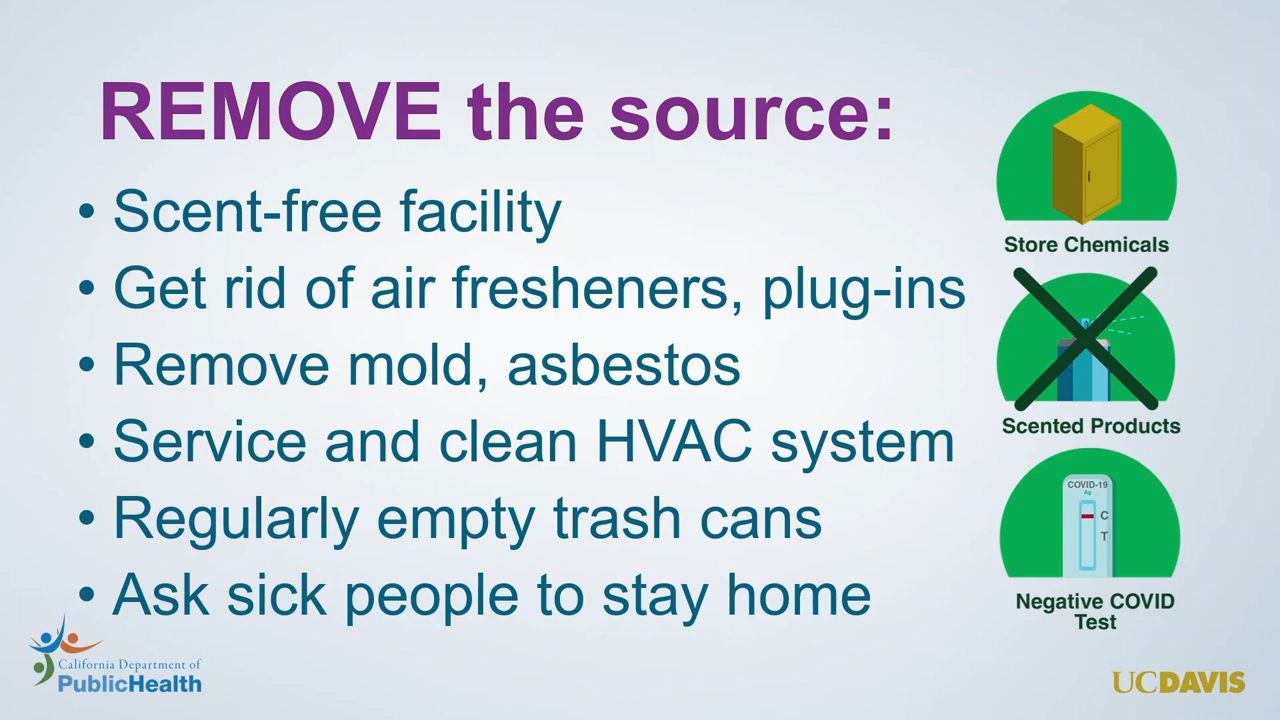 REMOVE the source:
• Scent-free facility
• Get rid of air fresheners, plug-ins
• Remove mold, asbestos
• Service and clean HVAC system
• Regularly empty trash cans
• Ask sick people to stay home
Store Chemicals
Scented Products
COVID-19
Ag
C
T
Negative COVID
Test
California Department of
PublicHealth
UCDAVIS